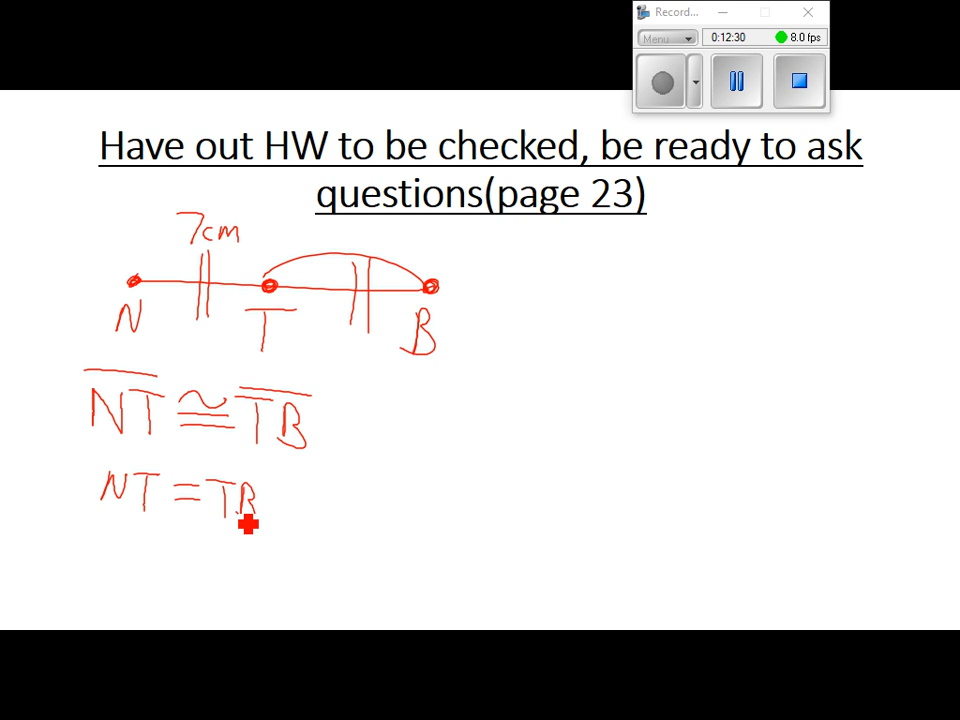 Record...
Menu
0:12:30
8.0 fps
Have out HW to be checked, be ready to ask
questions(page 23)
7cm
N T B
NT ≅ TB
NT = TB